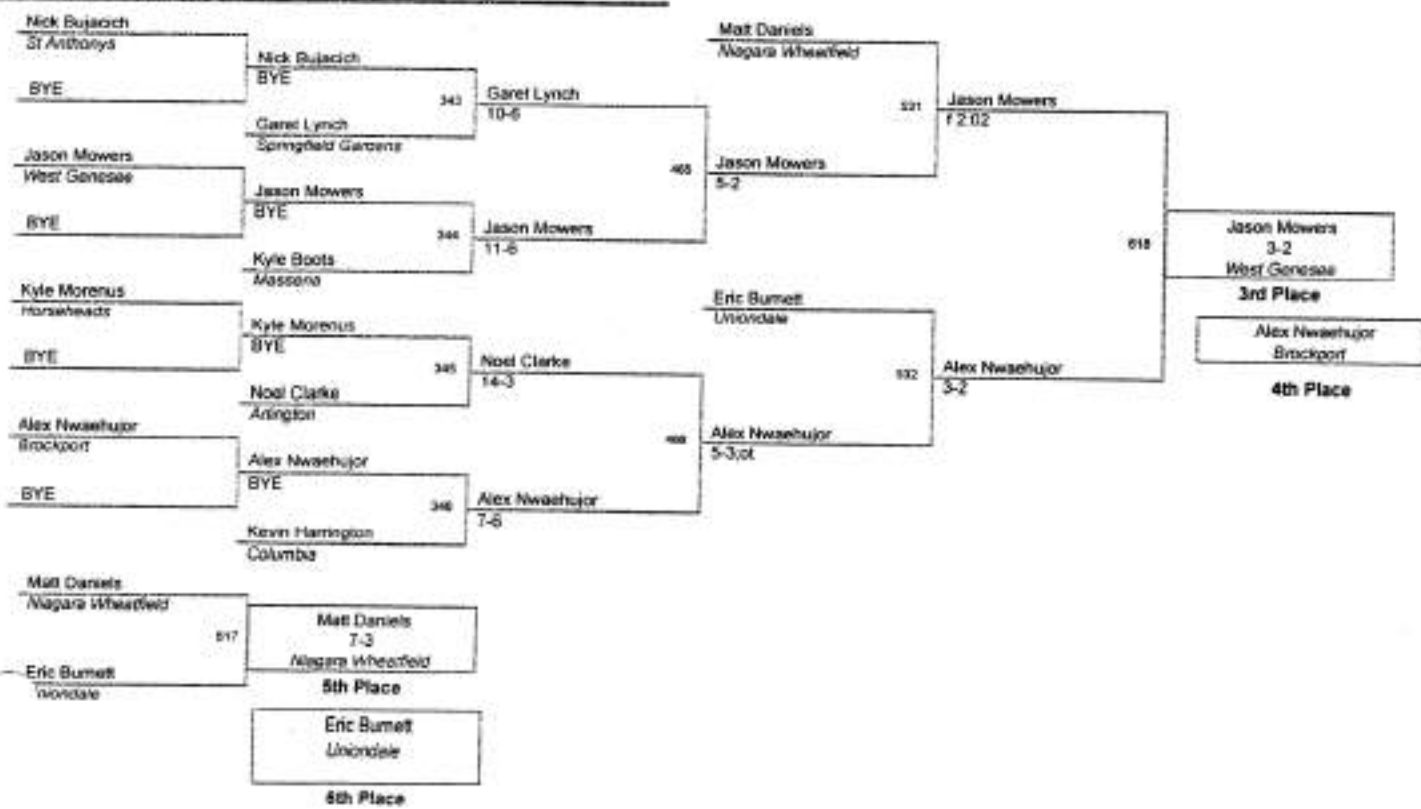 Nick Bujacich
St Anthonys
BYE
Jason Mowers
West Genesee
BYE
Kyle Morenus
Horseheads
BYE
Alex Nwaehujor
Brockport
BYE
Nick Bujacich
BYE
343
Garet Lynch
Springfield Gardens
Jason Mowers
BYE
344
Kyle Boots
Massena
Kyle Morenus
BYE
345
Noel Clarke
Arlington
Alex Nwaehujor
BYE
346
Kevin Harrington
Columbia
Garet Lynch
10-6
465
Jason Mowers
11-6
Noel Clarke
14-3
Alex Nwaehujor
7-6
Matt Daniels
Niagara Wheatfield
531
Jason Mowers
5-2
Eric Burnett
Uniondale
532
Alex Nwaehujor
5-3;ot
Jason Mowers
f 2:02
618
Alex Nwaehujor
3-2
Jason Mowers
3-2
West Genesee
3rd Place
Alex Nwaehujor
Brockport
4th Place
Matt Daniels
Niagara Wheatfield
617
Eric Burnett
niondale
Matt Daniels
7-3
Niagara Wheatfield
5th Place
Eric Burnett
Uniondale
6th Place